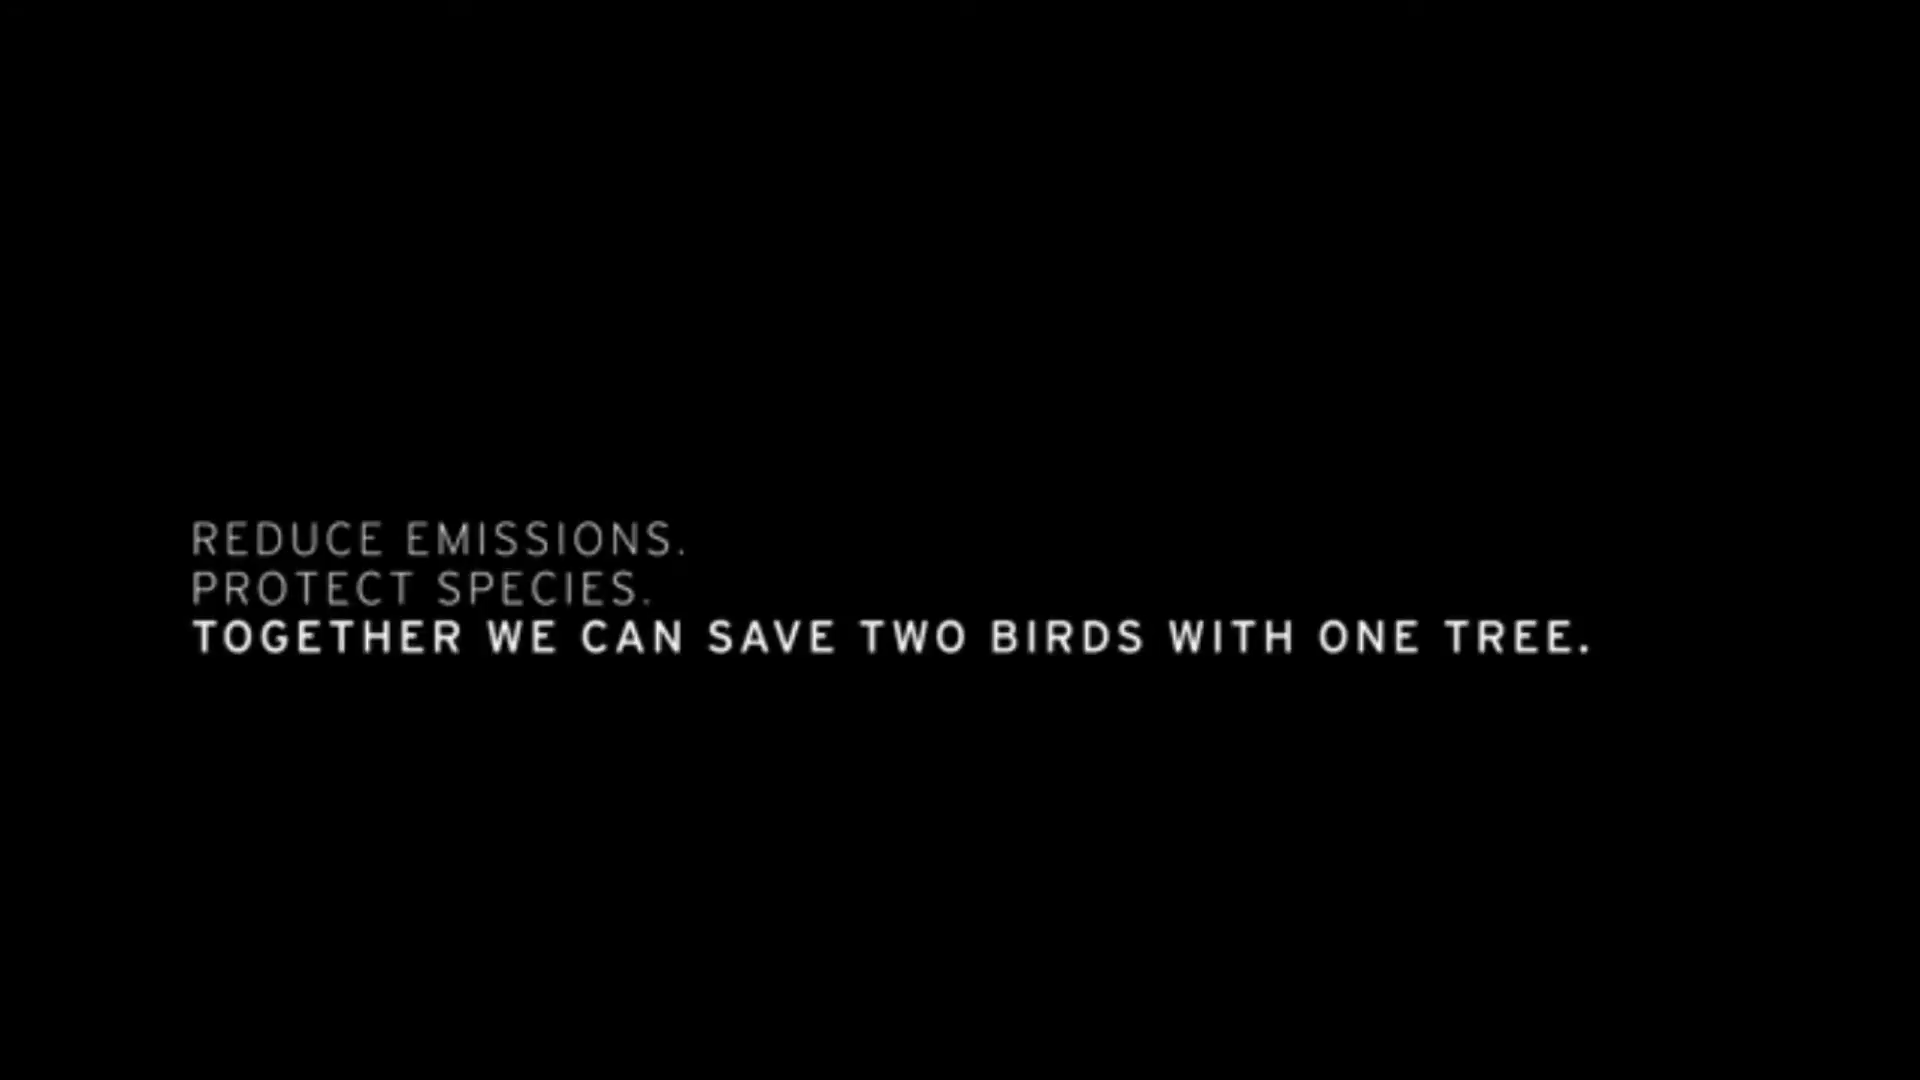 REDUCE EMISSIONS.
PROTECT SPECIES.
TOGETHER WE CAN SAVE TWO BIRDS WITH ONE TREE.